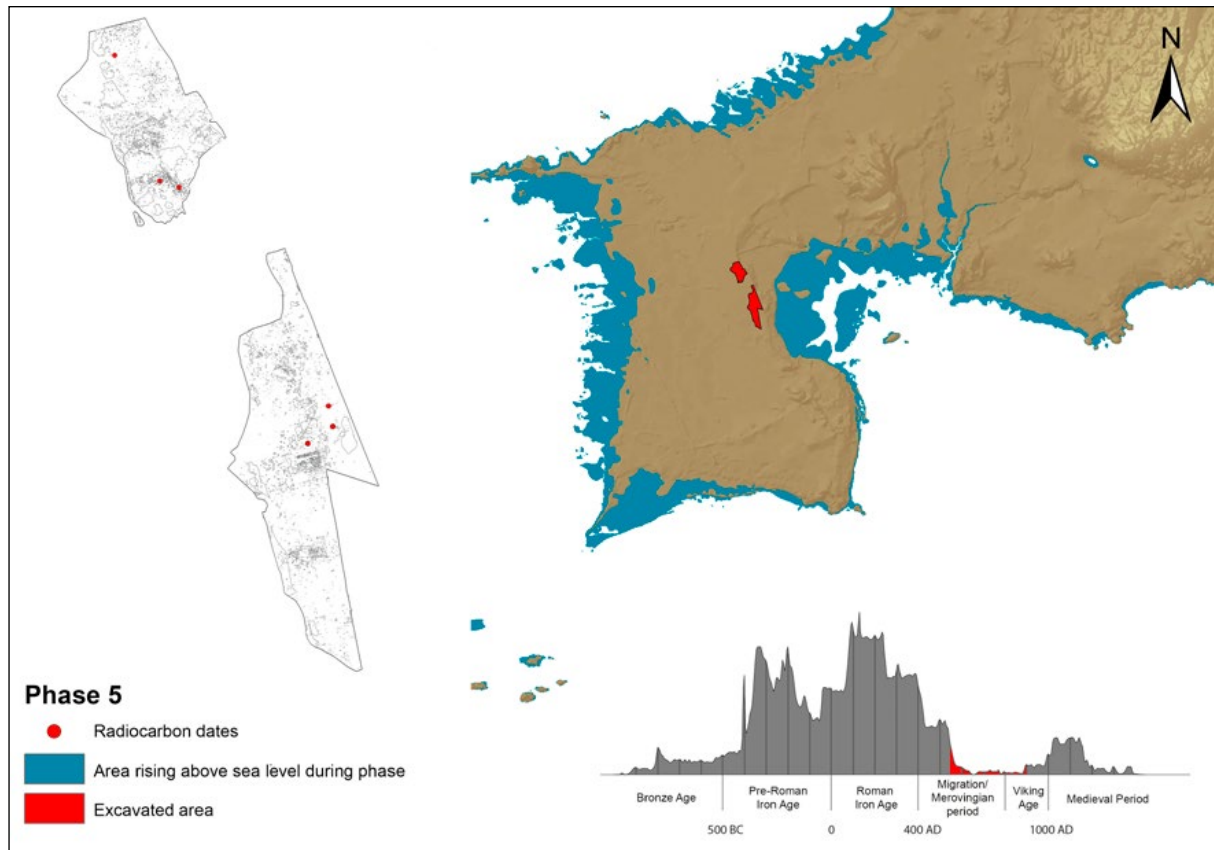 N
Phase 5
Radiocarbon dates
Area rising above sea level during phase
Excavated area
Bronze Age
Pre-Roman
Iron Age
Roman
Iron Age
Migration/
Merovingian
period
Viking
Age
Medieval Period
500 BC
0
400 AD
1000 AD